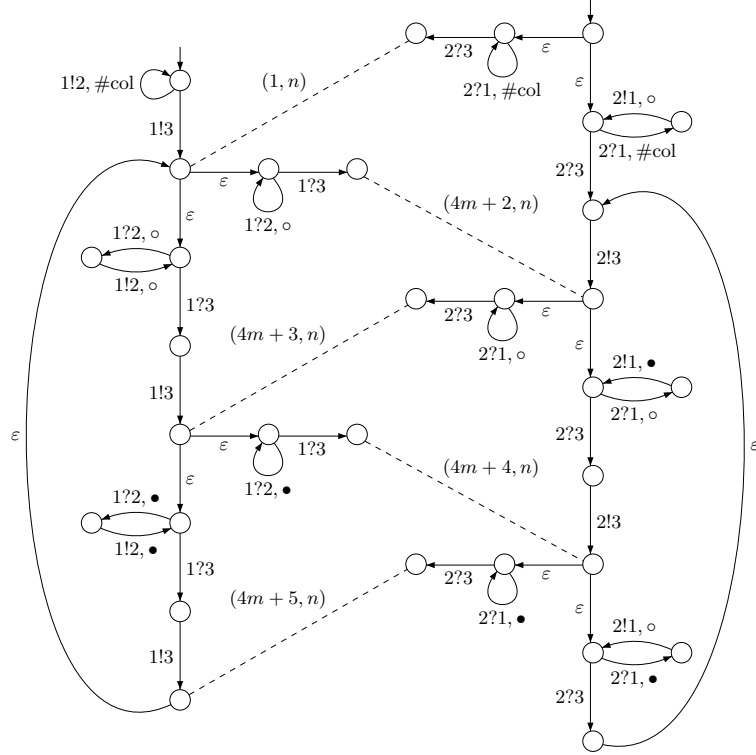 2?3 ε
1!2, #col (1, n) 2?1, #col ε
2!1, ○
1!3 2?1, #col
2?3
ε 1?3 (4m + 2, n)
1?2, ○ ε 1?2, ○
2!3
1!2, ○
1?3 (4m + 3, n) 2?3 ε
2?1, ○ ε 2!1, ●
1!3 2?1, ○
ε 2?3 ε
ε 1?3 (4m + 4, n)
ε 1?2, ●
1?2, ● 2!3
1!2, ●
1?3 2?3 ε
(4m + 5, n) ε 2!1, ○
2?1, ●
1!3 2?1, ●
2?3